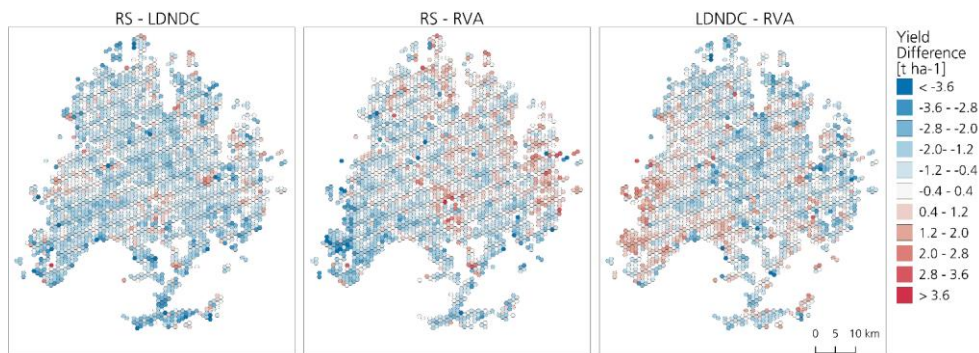 RS - LDNDC
RS - RVA
LDNDC - RVA
Yield
Difference
[t ha-1]
< -3.6
-3.6 - -2.8
-2.8 - -2.0
-2.0- -1.2
-1.2 - -0.4
-0.4 - 0.4
0.4 - 1.2
1.2 - 2.0
2.0 - 2.8
2.8 - 3.6
> 3.6
0 5 10 km